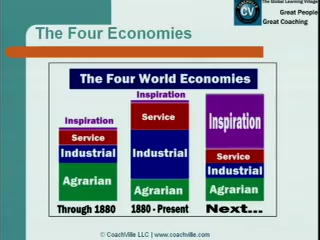 The Global Learning Village
CV
Great People
Great Coaching
The Four Economies
The Four World Economies
Inspiration
Service
Industrial
Agrarian
Through 1880
Inspiration
Service
Industrial
Agrarian
1880 - Present
Inspiration
Service
Industrial
Agrarian
Next...
© CoachVille LLC | www.coachville.com